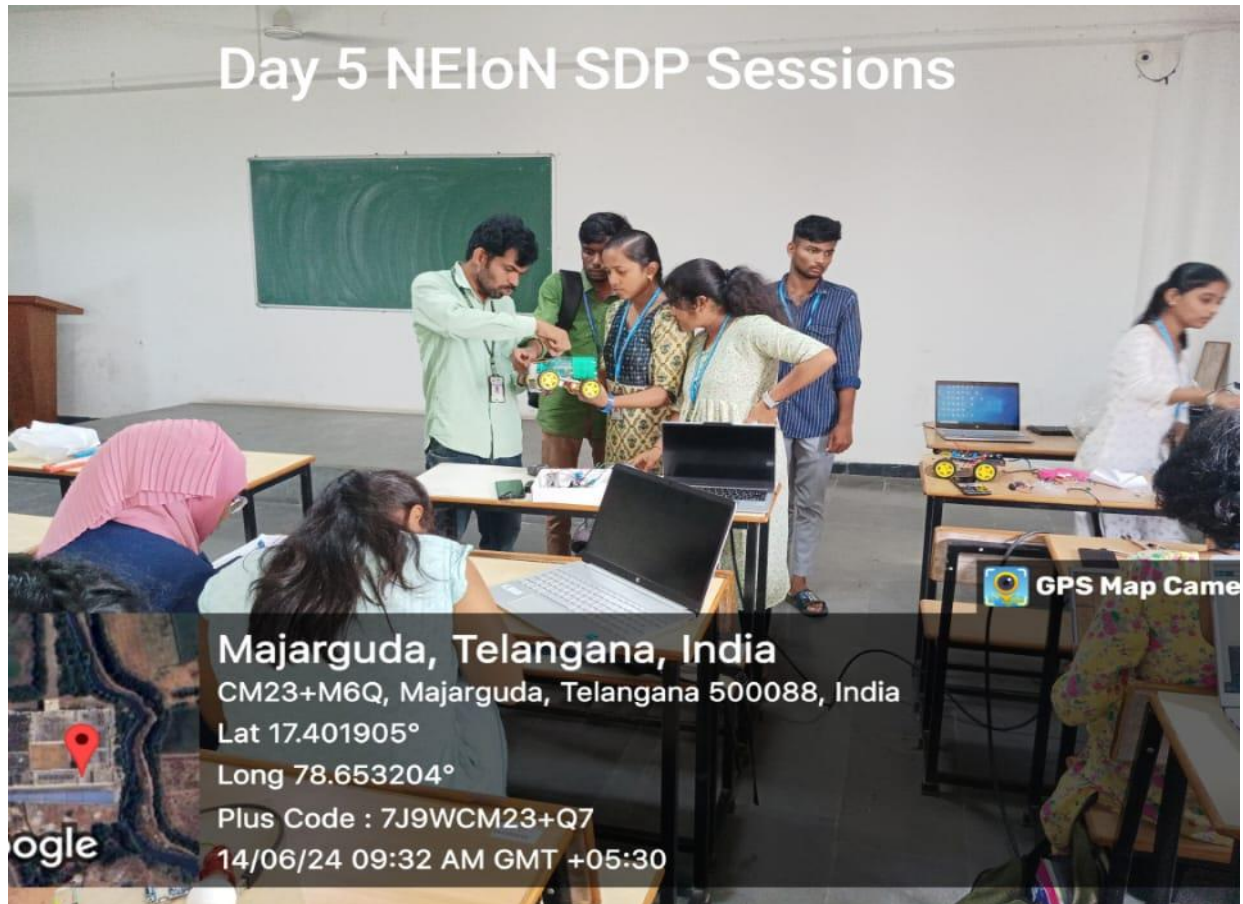 Day 5 NEIoN SDP Sessions
GPS Map Came
Majarguda, Telangana, India
CM23+M6Q, Majarguda, Telangana 500088, India
Lat 17.401905°
Long 78.653204°
Plus Code : 7J9WCM23+Q7
14/06/24 09:32 AM GMT +05:30
oogle